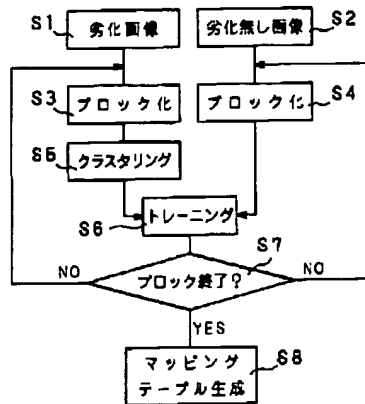 S1 劣化画像
劣化無し画像 S2
S3 ブロック化
ブロック化 S4
S5 クラスタリング
トレーニング
S6
S7
NO ブロック終了? NO
YES
マッピング
テーブル生成
S8